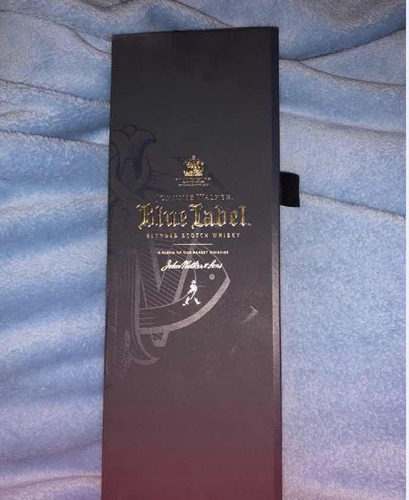 JOHNNIE WALKER
Blue Label
BLENDED SCOTCH WHISKY
A BLEND OF OUR RAREST WHISKIES
John Walker & Sons